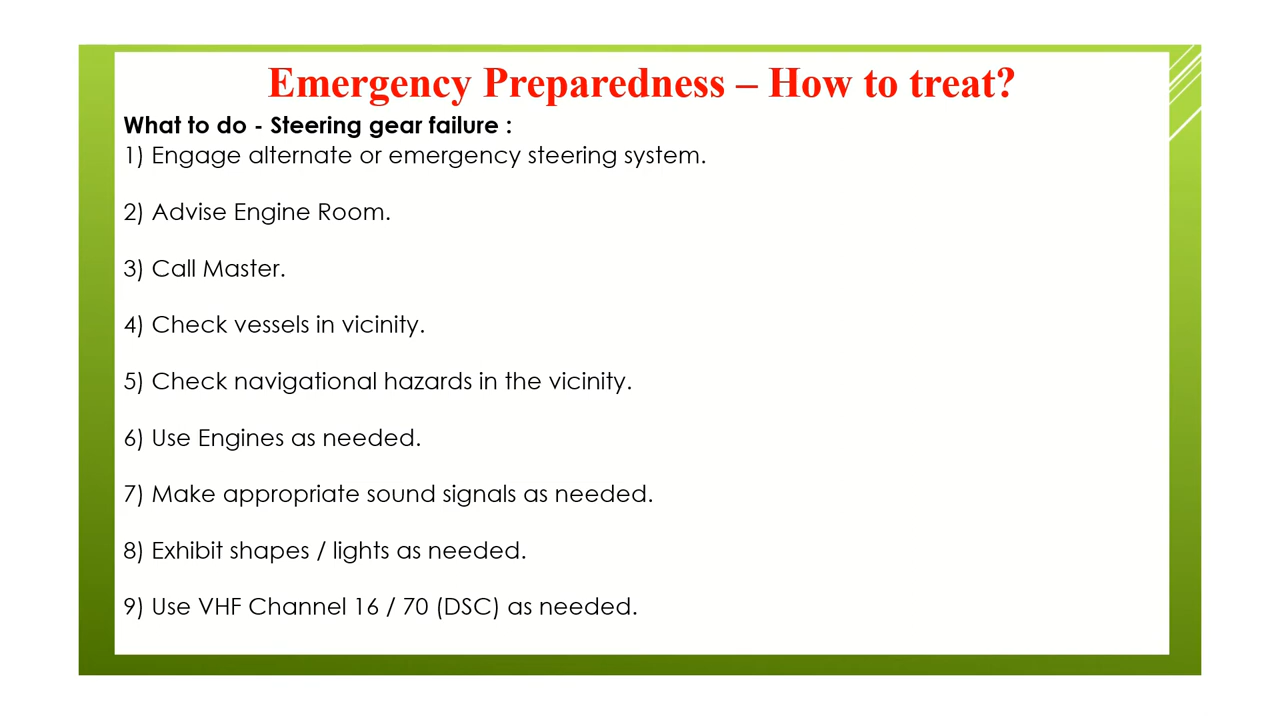 Emergency Preparedness – How to treat?
What to do - Steering gear failure :
1) Engage alternate or emergency steering system.
2) Advise Engine Room.
3) Call Master.
4) Check vessels in vicinity.
5) Check navigational hazards in the vicinity.
6) Use Engines as needed.
7) Make appropriate sound signals as needed.
8) Exhibit shapes / lights as needed.
9) Use VHF Channel 16 / 70 (DSC) as needed.